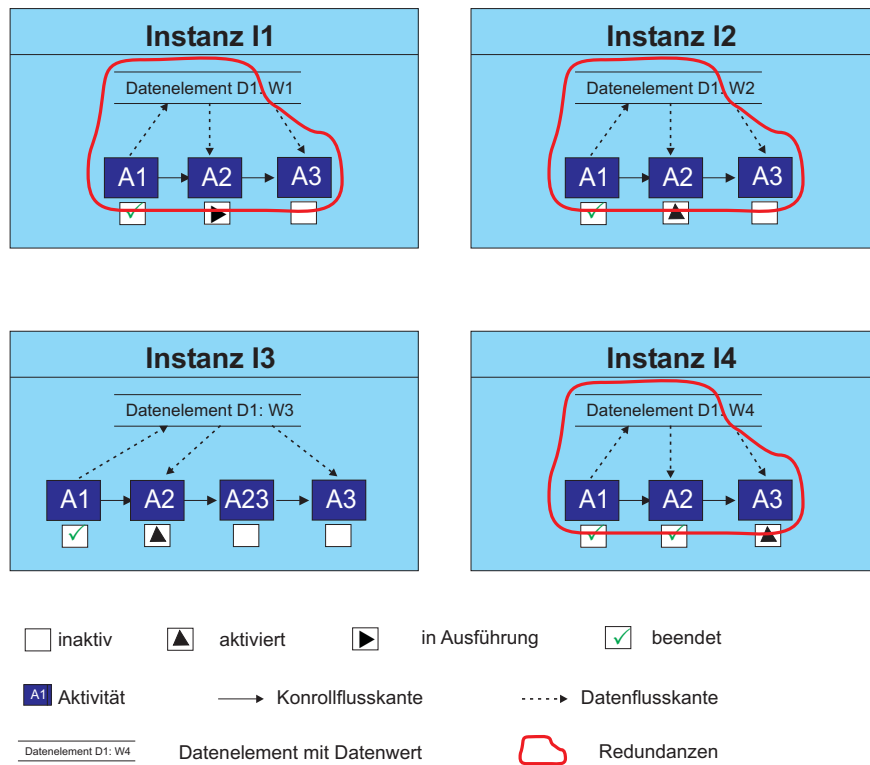 Instanz I1
Datenelement D1: W1
A1 A2 A3
Instanz I2
Datenelement D1: W2
A1 A2 A3
Instanz I3
Datenelement D1: W3
A1 A2 A23 A3
Instanz I4
Datenelement D1: W4
A1 A2 A3
inaktiv aktiviert in Ausführung beendet
A1 Aktivität Konrollflusskante Datenflusskante
Datenelement D1: W4 Datenelement mit Datenwert Redundanzen